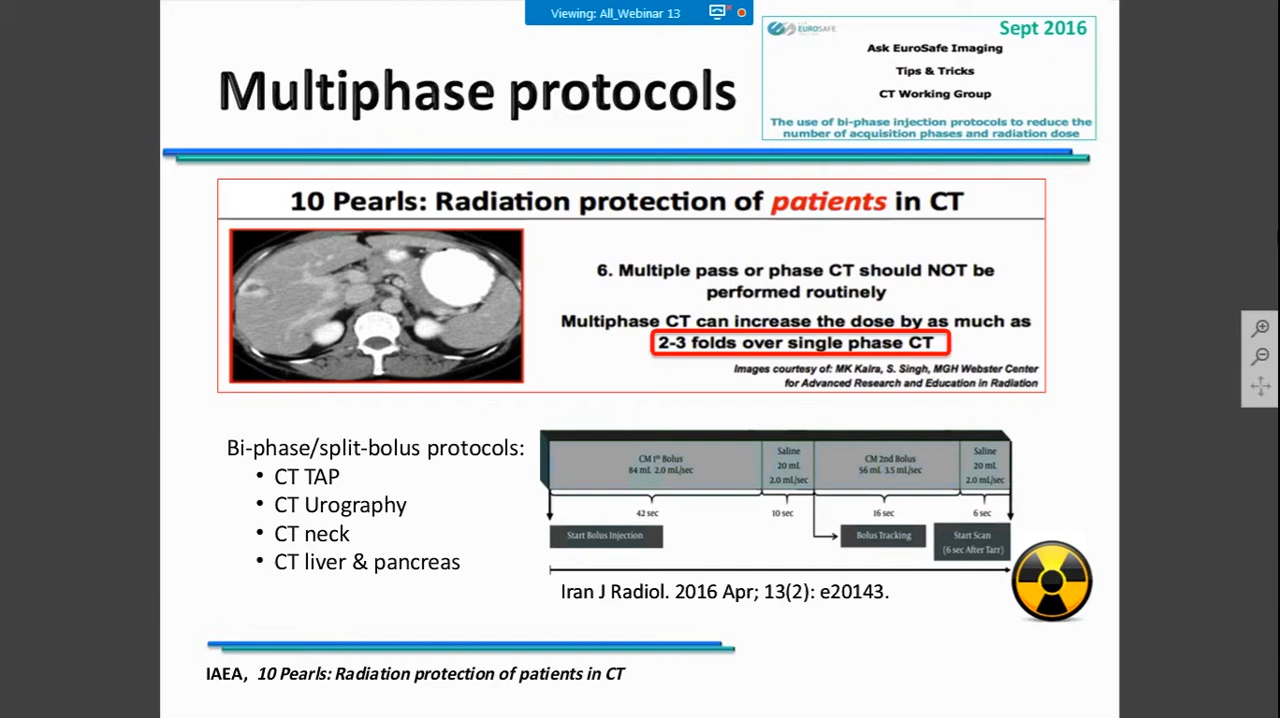 Viewing: All_Webinar 13
EUROSAFE
Sept 2016
Ask EuroSafe Imaging
Tips & Tricks
CT Working Group
The use of bi-phase injection protocols to reduce the
number of acquisition phases and radiation dose
Multiphase protocols
10 Pearls: Radiation protection of patients in CT
6. Multiple pass or phase CT should NOT be
performed routinely
Multiphase CT can increase the dose by as much as
2-3 folds over single phase CT
Images courtesy of: MK Kalra, S. Singh, MGH Webster Center
for Advanced Research and Education in Radiation
Bi-phase/split-bolus protocols:
• CT TAP
• CT Urography
• CT neck
• CT liver & pancreas
CM 1st Bolus
84 mL 2.0 mL/sec
Saline
20 mL
2.0 mL/sec
CM 2nd Bolus
56 mL 3.5 mL/sec
Saline
20 mL
2.0 mL/sec
42 sec
10 sec
16 sec
6 sec
Start Bolus Injection
Bolus Tracking
Start Scan
(6 sec After Tarr)
Iran J Radiol. 2016 Apr; 13(2): e20143.
IAEA, 10 Pearls: Radiation protection of patients in CT